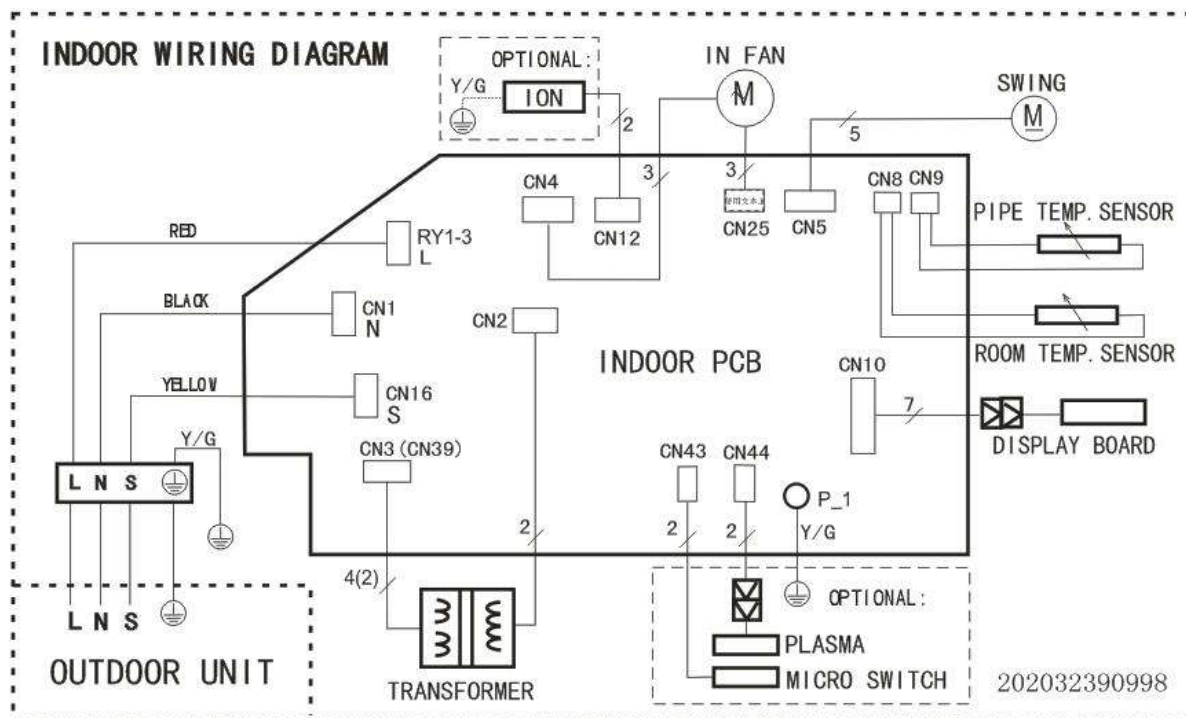 INDOOR WIRING DIAGRAM
OPTIONAL:
Y/G
ION
2
IN FAN
M
SWING
M
5
3
3
CN4
CN12
CN25
CN5
CN8
CN9
PIPE TEMP. SENSOR
RED
RY1-3
L
BLACK
CN1
N
CN2
ROOM TEMP. SENSOR
INDOOR PCB
YELLOW
CN16
S
CN10
7
DISPLAY BOARD
Y/G
CN3 (CN39)
CN43
CN44
L N S
P_1
2
2
2
Y/G
4(2)
OPTIONAL:
L N S
PLASMA
OUTDOOR UNIT
MICRO SWITCH
TRANSFORMER
202032390998